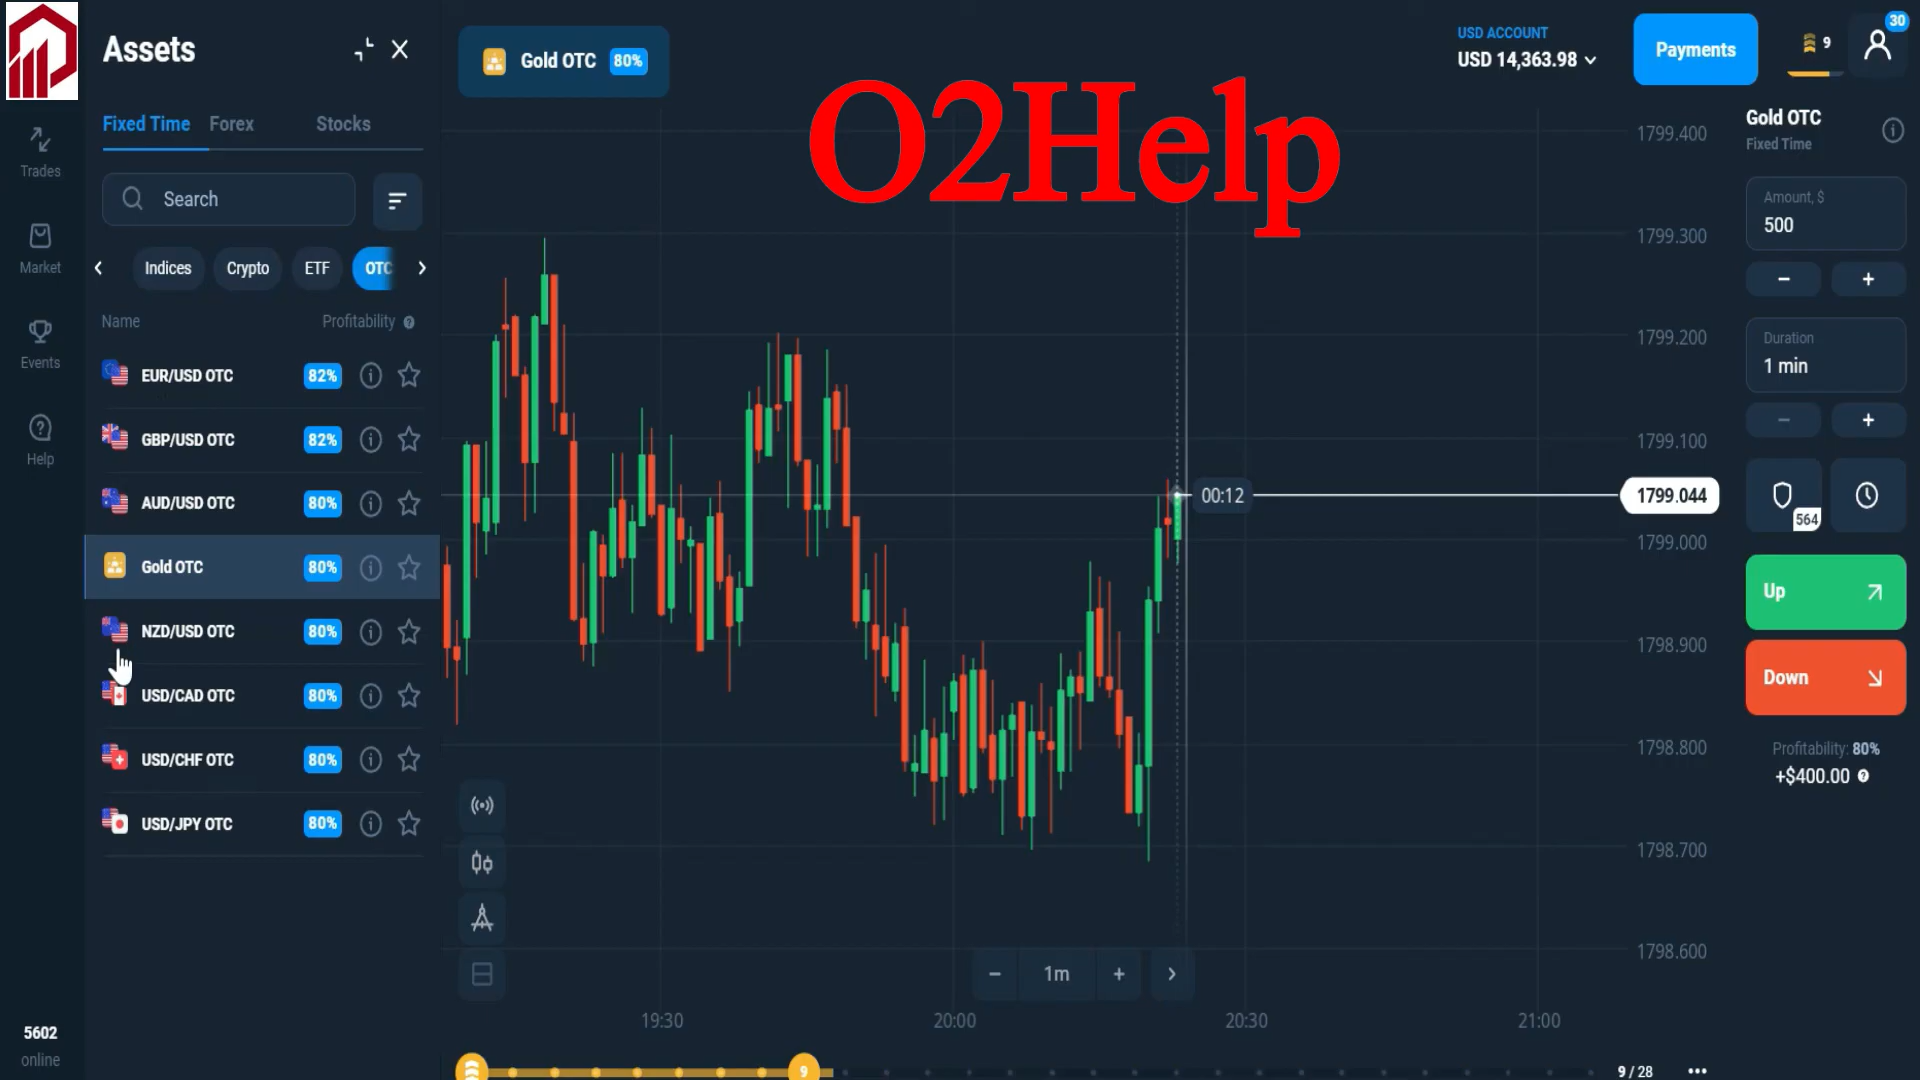 Assets
Fixed Time Forex Stocks
Search
Indices Crypto ETF OTC
Name Profitability
EUR/USD OTC 82%
GBP/USD OTC 82%
AUD/USD OTC 80%
Gold OTC 80%
NZD/USD OTC 80%
USD/CAD OTC 80%
USD/CHF OTC 80%
USD/JPY OTC 80%
Trades
Market
Events
Help
5602
online
Gold OTC 80%
O2Help
USD ACCOUNT
USD 14,363.98
Payments
9
30
1799.400
1799.300
1799.200
1799.100
1799.044
1799.000
1798.900
1798.800
1798.700
1798.600
00:12
1m
19:30 20:00 20:30 21:00
9
9 / 28
Gold OTC
Fixed Time
Amount, $
500
Duration
1 min
564
Up
Down
Profitability: 80%
+$400.00